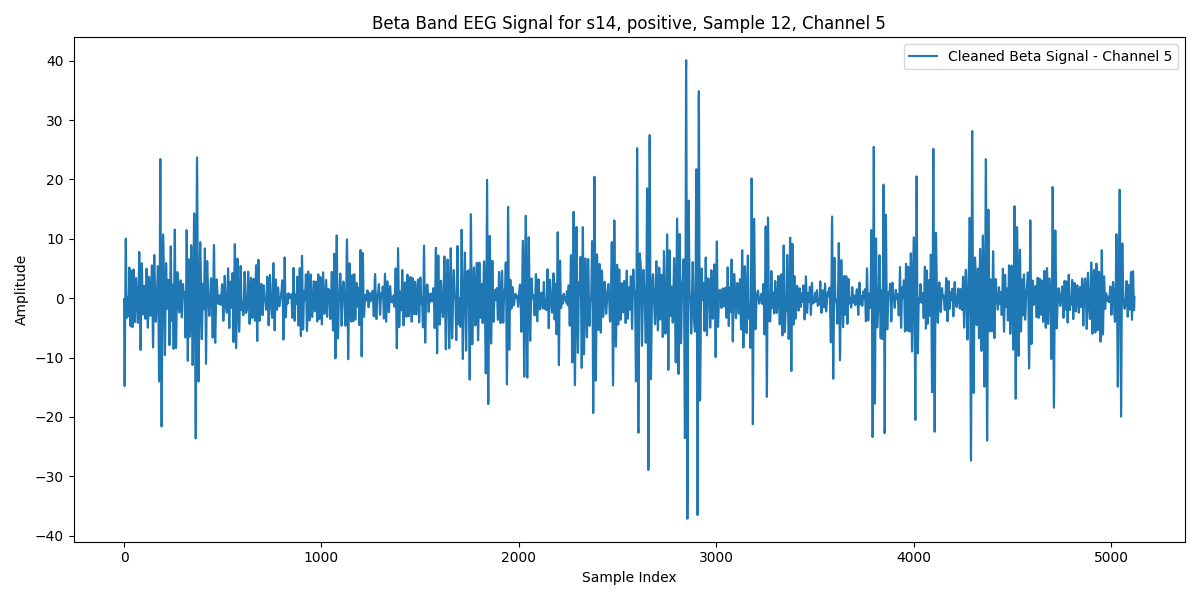 Beta Band EEG Signal for s14, positive, Sample 12, Channel 5
Cleaned Beta Signal - Channel 5
40
30
20
10
0
−10
−20
−30
−40
Amplitude
0 1000 2000 3000 4000 5000
Sample Index